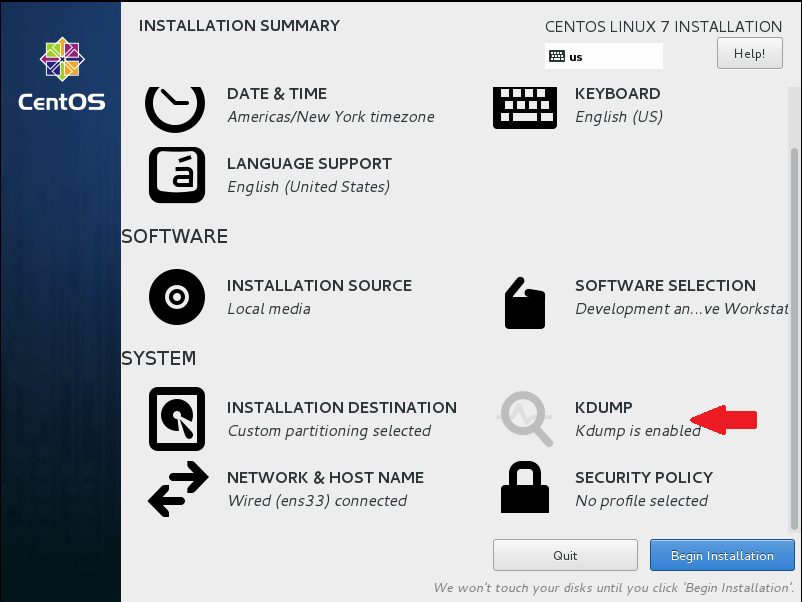 INSTALLATION SUMMARY
CENTOS LINUX 7 INSTALLATION
us
Help!
CentOS
DATE & TIME
Americas/New York timezone
KEYBOARD
English (US)
LANGUAGE SUPPORT
English (United States)
SOFTWARE
INSTALLATION SOURCE
Local media
SOFTWARE SELECTION
Development an...ve Workstat
SYSTEM
INSTALLATION DESTINATION
Custom partitioning selected
KDUMP
Kdump is enabled
NETWORK & HOST NAME
Wired (ens33) connected
SECURITY POLICY
No profile selected
Quit
Begin Installation
We won't touch your disks until you click 'Begin Installation'.